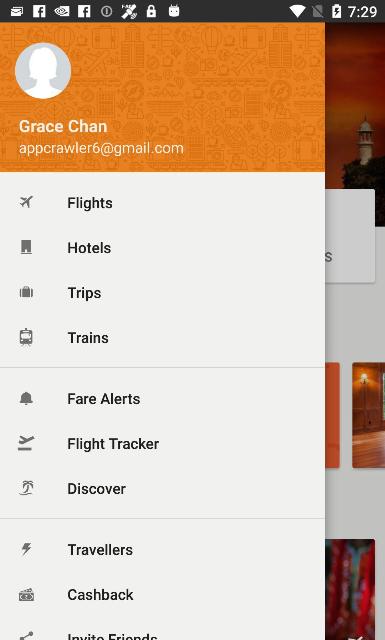 7:29
Grace Chan
appcrawler6@gmail.com
Flights
Hotels
Trips
Trains
Fare Alerts
Flight Tracker
Discover
Travellers
Cashback
Invite Friends
S